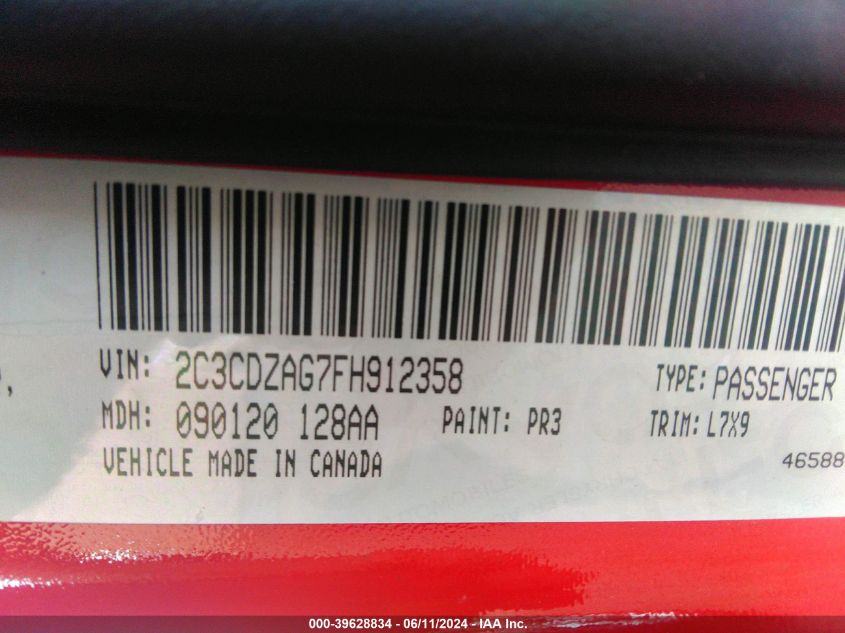 VIN: 2C3CDZAG7FH912358 TYPE: PASSENGER
MDH: 090120 128AA PAINT: PR3 TRIM: L7X9
VEHICLE MADE IN CANADA 46588
000-39628834 - 06/11/2024 - IAA Inc.